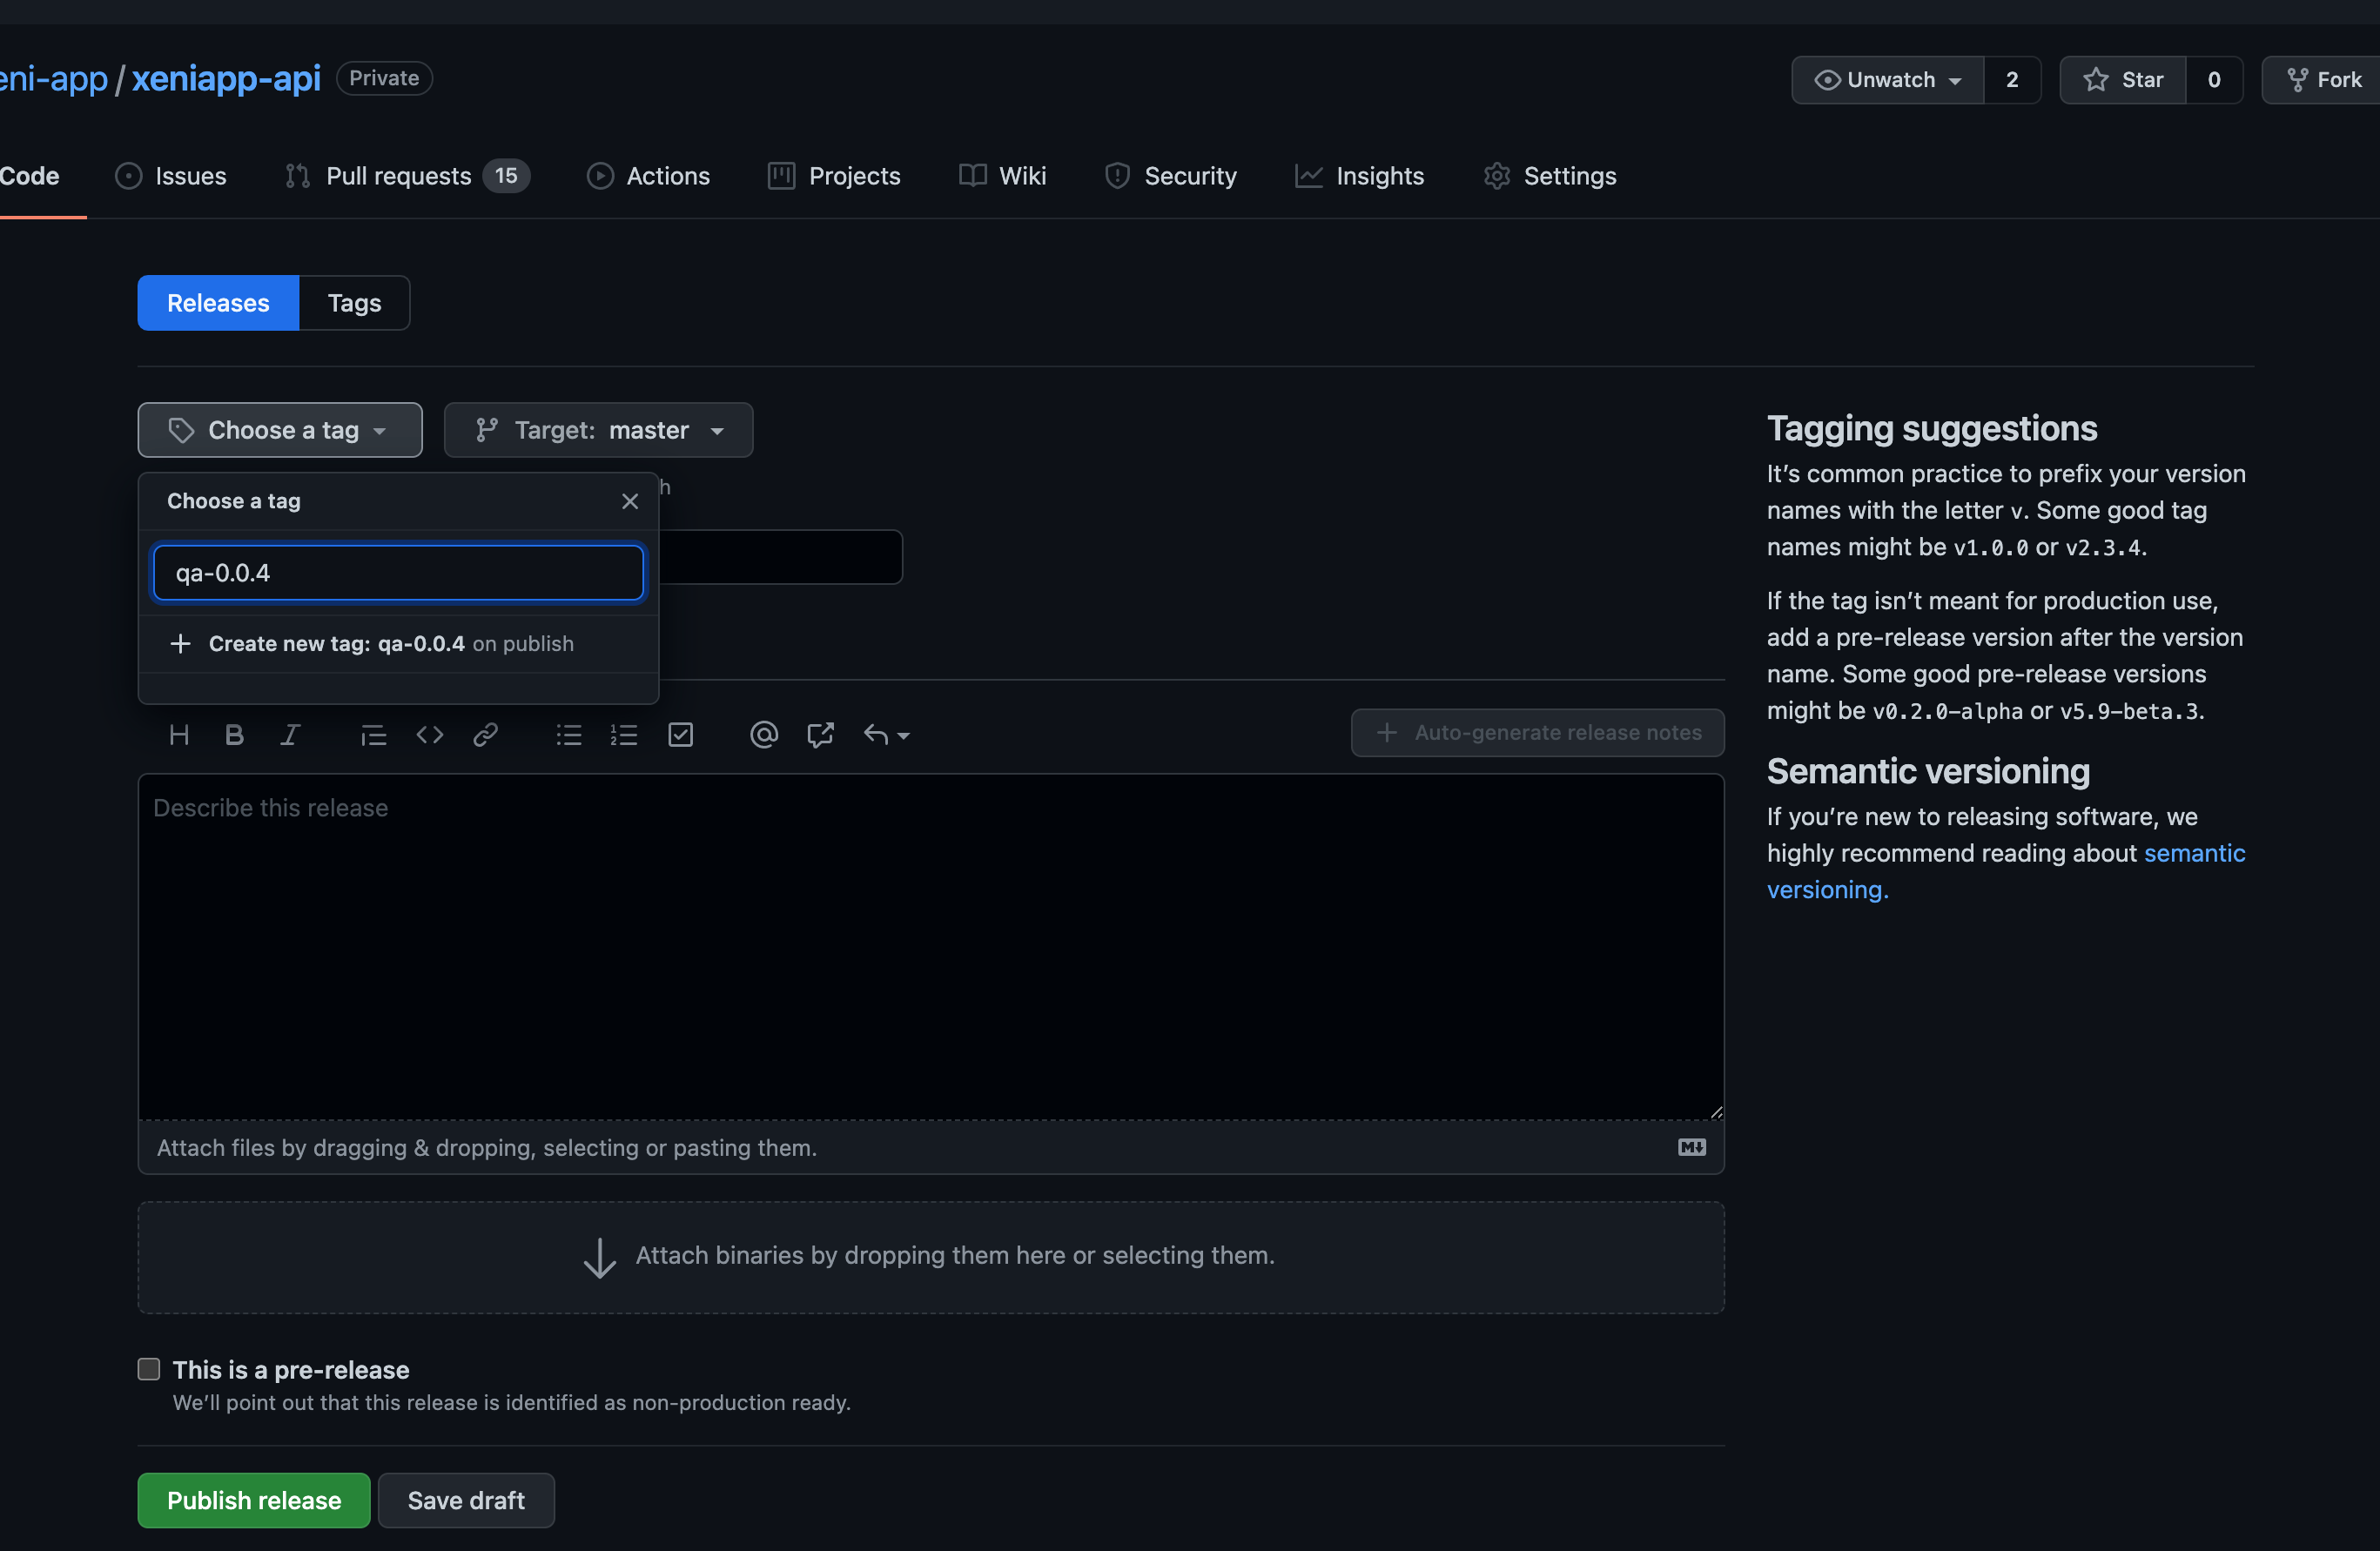 eni-app / xeniapp-api Private
Unwatch 2 Star 0 Fork
Code Issues Pull requests 15 Actions Projects Wiki Security Insights Settings
Releases Tags
Choose a tag Target: master
Choose a tag
h
qa-0.0.4
Create new tag: qa-0.0.4 on publish
Auto-generate release notes
Describe this release
Attach files by dragging & dropping, selecting or pasting them.
Attach binaries by dropping them here or selecting them.
This is a pre-release
We’ll point out that this release is identified as non-production ready.
Publish release Save draft
Tagging suggestions
It’s common practice to prefix your version
names with the letter v. Some good tag
names might be v1.0.0 or v2.3.4.
If the tag isn’t meant for production use,
add a pre-release version after the version
name. Some good pre-release versions
might be v0.2.0-alpha or v5.9-beta.3.
Semantic versioning
If you’re new to releasing software, we
highly recommend reading about semantic
versioning.